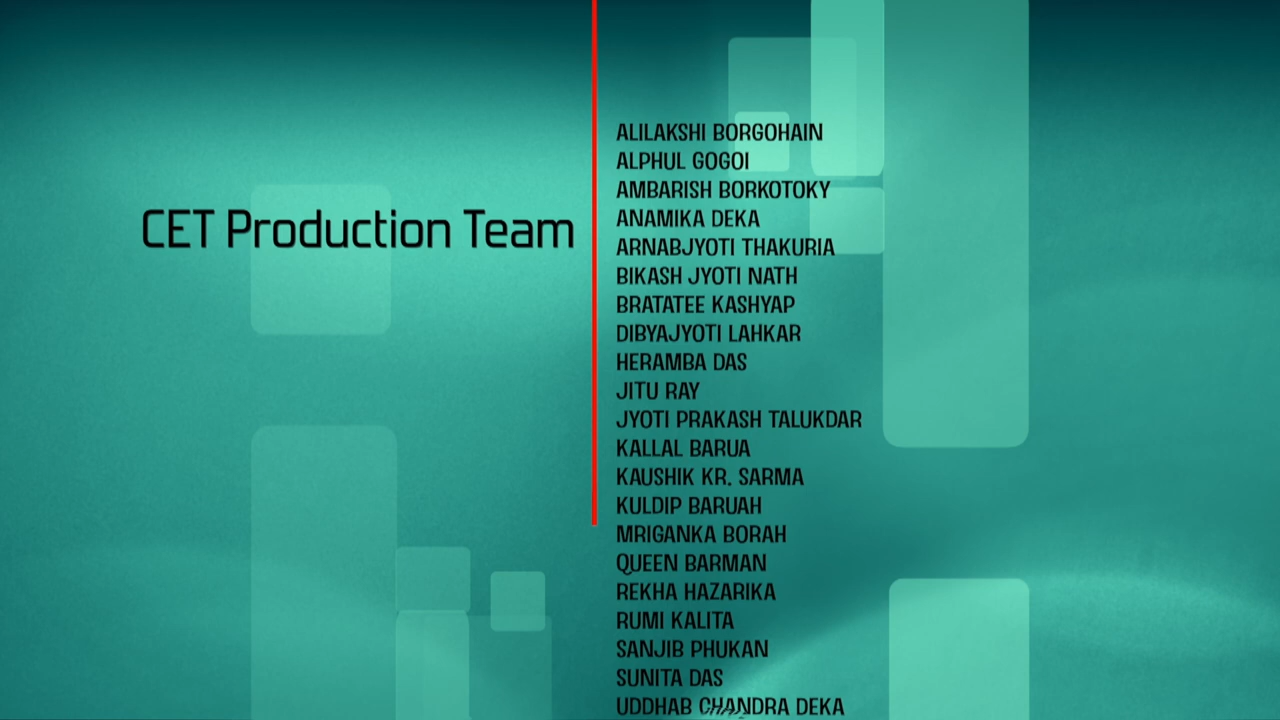 CET Production Team
ALILAKSHI BORGOHAIN
ALPHUL GOGOI
AMBARISH BORKOTOKY
ANAMIKA DEKA
ARNABJYOTI THAKURIA
BIKASH JYOTI NATH
BRATATEE KASHYAP
DIBYAJYOTI LAHKAR
HERAMBA DAS
JITU RAY
JYOTI PRAKASH TALUKDAR
KALLAL BARUA
KAUSHIK KR. SARMA
KULDIP BARUAH
MRIGANKA BORAH
QUEEN BARMAN
REKHA HAZARIKA
RUMI KALITA
SANJIB PHUKAN
SUNITA DAS
UDDHAB CHANDRA DEKA